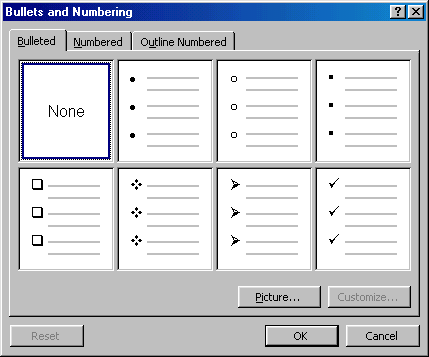 Bullets and Numbering
Bulleted Numbered Outline Numbered
None
Picture... Customize...
Reset OK Cancel